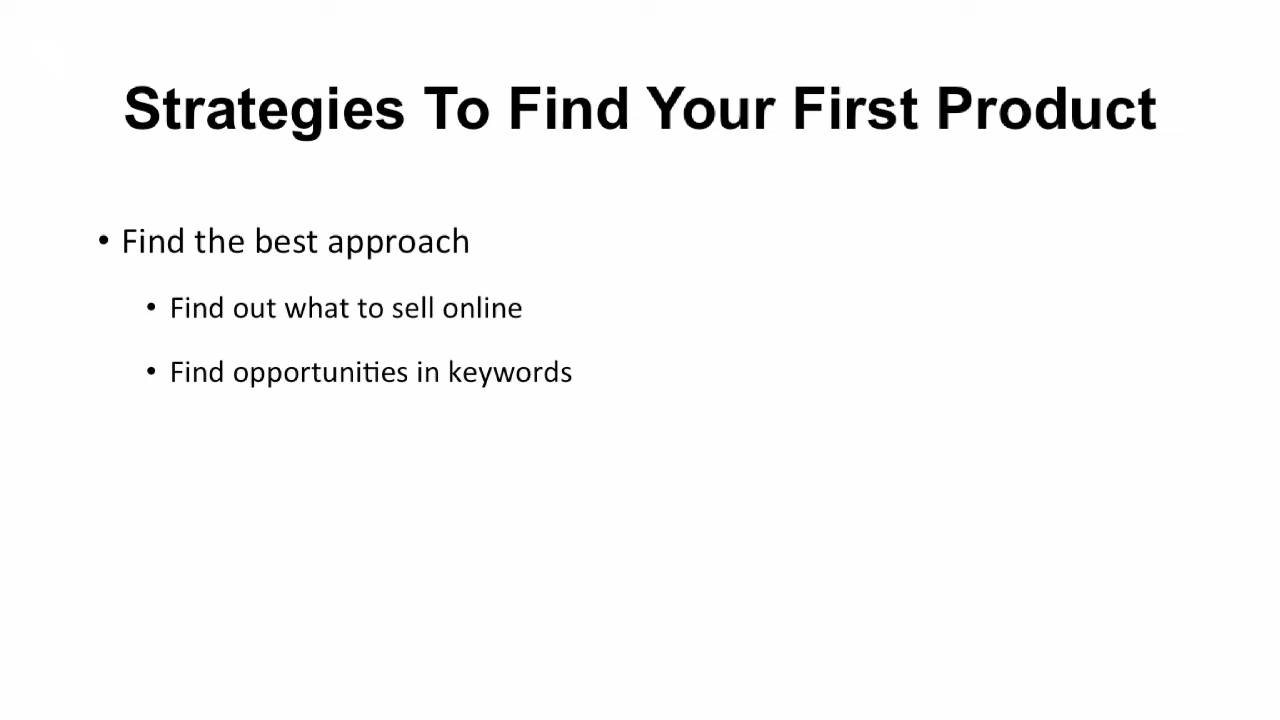 Strategies To Find Your First Product
• Find the best approach
• Find out what to sell online
• Find opportunities in keywords